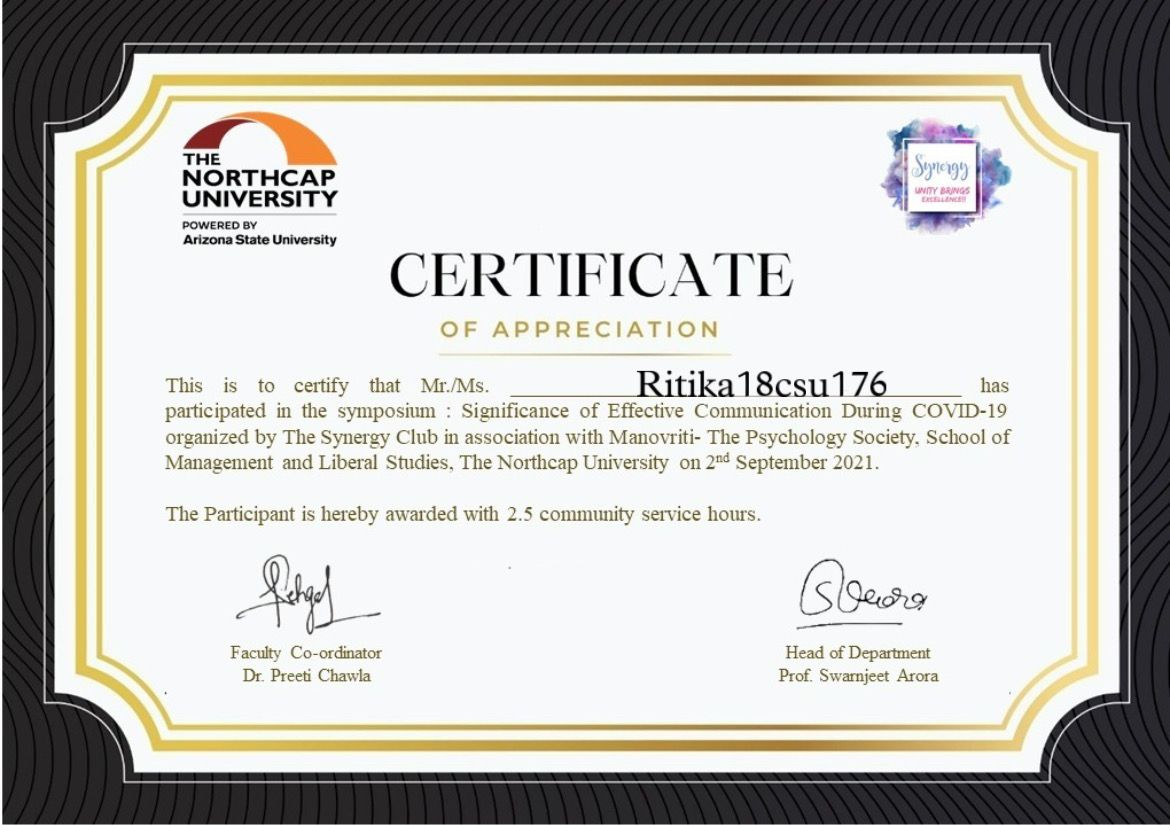 THE
NORTHCAP
UNIVERSITY
POWERED BY
Arizona State University
Synergy
UNITY BRINGS
EXCELLENCE!!
CERTIFICATE
OF APPRECIATION
This is to certify that Mr./Ms. Ritika18csu176 has
participated in the symposium : Significance of Effective Communication During COVID-19
organized by The Synergy Club in association with Manovriti- The Psychology Society, School of
Management and Liberal Studies, The Northcap University on 2nd September 2021.
The Participant is hereby awarded with 2.5 community service hours.
Faculty Co-ordinator
Dr. Preeti Chawla
Head of Department
Prof. Swarnjeet Arora